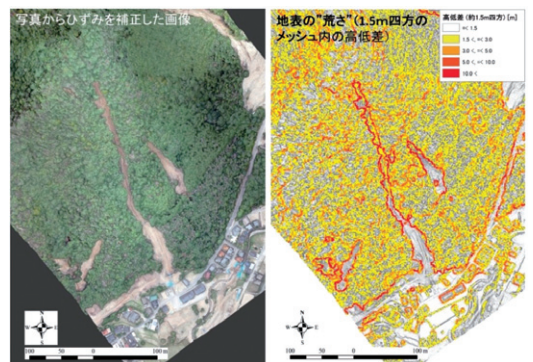 写真からひずみを補正した画像
地表の"荒さ"(1.5m四方の
メッシュ内の高低差)
高低差(約1.5m四方)[m]
=< 1.5
1.5 <, =< 3.0
3.0 <, =< 5.0
5.0 <, =< 10.0
10.0 <
N
W E
S
100 50 0 100 m
N
W E
S
100 50 0 100 m